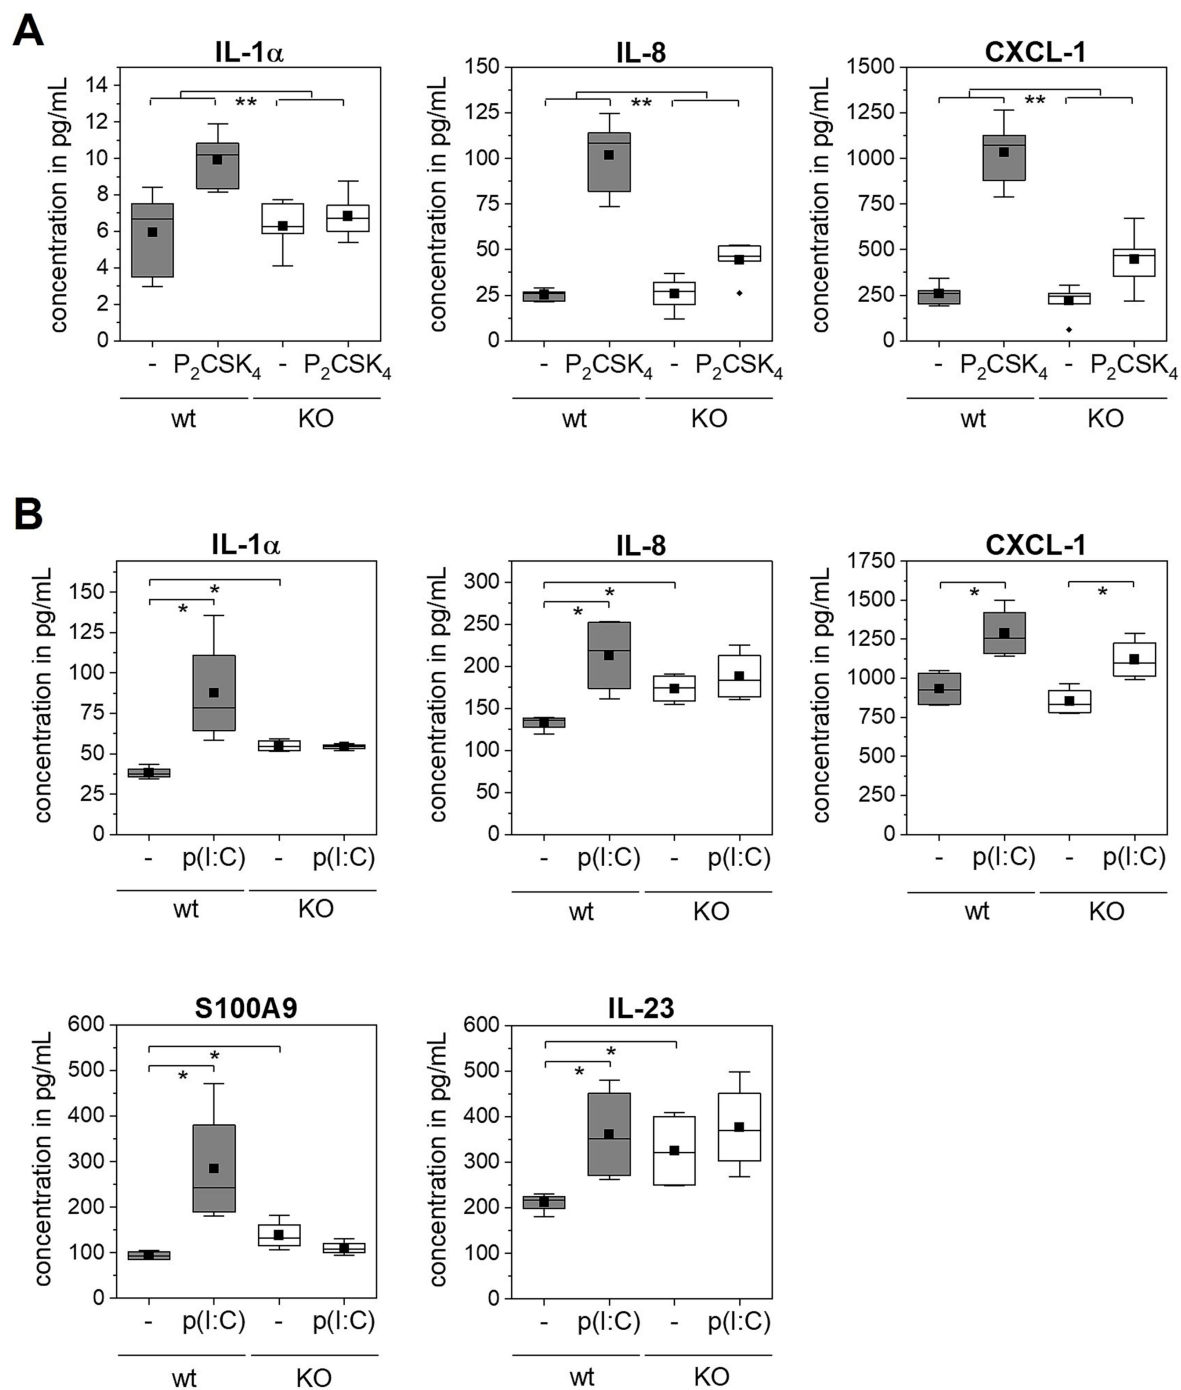 A
IL-1α IL-8 CXCL-1
concentration in pg/mL
14
12
10
8
6
4
2
0
**
- P₂CSK₄ - P₂CSK₄
wt KO
concentration in pg/mL
150
125
100
75
50
25
0
**
- P₂CSK₄ - P₂CSK₄
wt KO
concentration in pg/mL
1500
1250
1000
750
500
250
0
**
- P₂CSK₄ - P₂CSK₄
wt KO
B
IL-1α IL-8 CXCL-1
concentration in pg/mL
150
125
100
75
50
25
0
*
*
- p(I:C) - p(I:C)
wt KO
concentration in pg/mL
300
250
200
150
100
50
0
*
*
- p(I:C) - p(I:C)
wt KO
concentration in pg/mL
1750
1500
1250
1000
750
500
250
0
* *
- p(I:C) - p(I:C)
wt KO
S100A9 IL-23
concentration in pg/mL
600
500
400
300
200
100
0
*
*
- p(I:C) - p(I:C)
wt KO
concentration in pg/mL
600
500
400
300
200
100
0
*
*
- p(I:C) - p(I:C)
wt KO